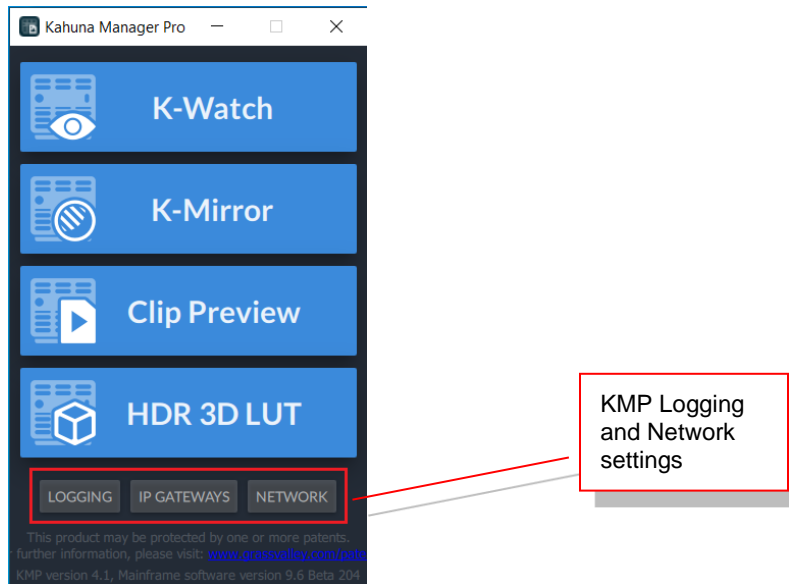 Kahuna Manager Pro
K-Watch
K-Mirror
Clip Preview
HDR 3D LUT
LOGGING IP GATEWAYS NETWORK
This product may be protected by one or more patents.
further information, please visit: www.grassvalley.com/pate
KMP version 4.1, Mainframe software version 9.6 Beta 204
KMP Logging
and Network
settings